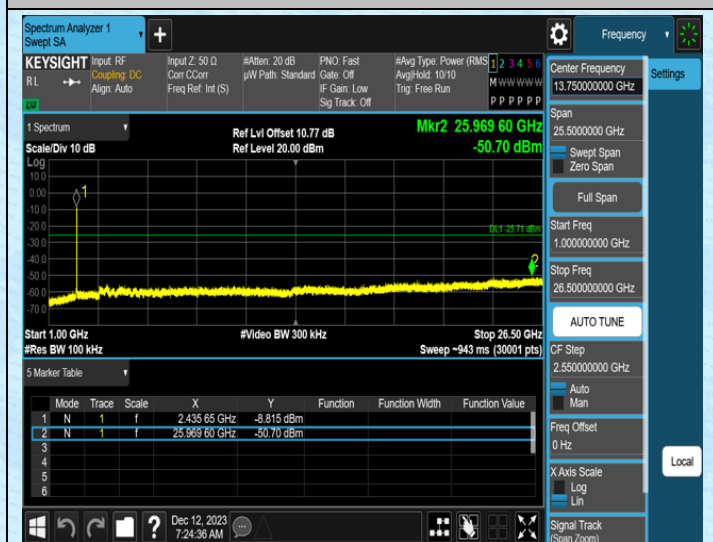 Spectrum Analyzer 1
Swept SA
+
Frequency
KEYSIGHT
RL
LV
Input: RF
Coupling: DC
Align: Auto
Input Z: 50 Ω
Corr CCorr
Freq Ref: Int (S)
#Atten: 20 dB
µW Path: Standard
PNO: Fast
Gate: Off
IF Gain: Low
Sig Track: Off
#Avg Type: Power (RMS
Avg|Hold: 10/10
Trig: Free Run
1 2 3 4 5 6
M W W W W W
P P P P P P
1 Spectrum
Scale/Div 10 dB
Ref Lvl Offset 10.77 dB
Ref Level 20.00 dBm
Mkr2 25.969 60 GHz
-50.70 dBm
Log
10.0
0.00
-10.0
-20.0
-30.0
-40.0
-50.0
-60.0
-70.0
1
DL1 -25.71 dBm
2
Start 1.00 GHz
#Res BW 100 kHz
#Video BW 300 kHz
Stop 26.50 GHz
Sweep ~943 ms (30001 pts)
5 Marker Table
Mode Trace Scale X Y Function Function Width Function Value
1 N 1 f 2.435 65 GHz -8.815 dBm
2 N 1 f 25.969 60 GHz -50.70 dBm
3
4
5
6
?
Dec 12, 2023
7:24:36 AM
Center Frequency
13.750000000 GHz
Settings
Span
25.5000000 GHz
Swept Span
Zero Span
Full Span
Start Freq
1.000000000 GHz
Stop Freq
26.500000000 GHz
AUTO TUNE
CF Step
2.550000000 GHz
Auto
Man
Freq Offset
0 Hz
Local
X Axis Scale
Log
Lin
Signal Track
(Span Zoom)